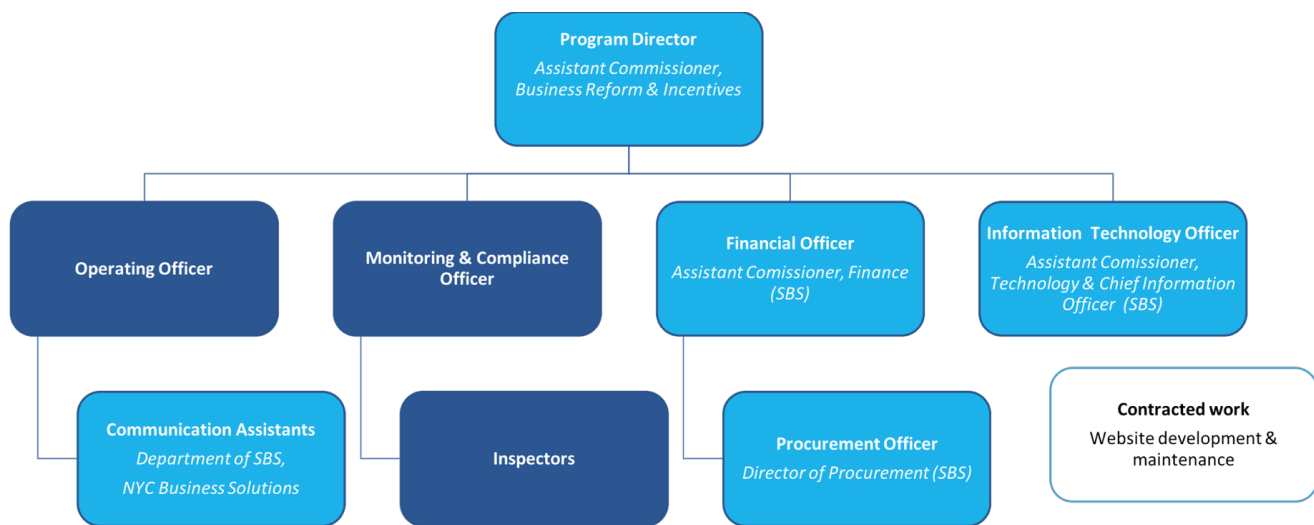 Program Director
Assistant Commissioner,
Business Reform & Incentives
Operating Officer
Monitoring & Compliance
Officer
Financial Officer
Assistant Comissioner, Finance
(SBS)
Information Technology Officer
Assistant Comissioner,
Technology & Chief Information
Officer (SBS)
Communication Assistants
Department of SBS,
NYC Business Solutions
Inspectors
Procurement Officer
Director of Procurement (SBS)
Contracted work
Website development &
maintenance